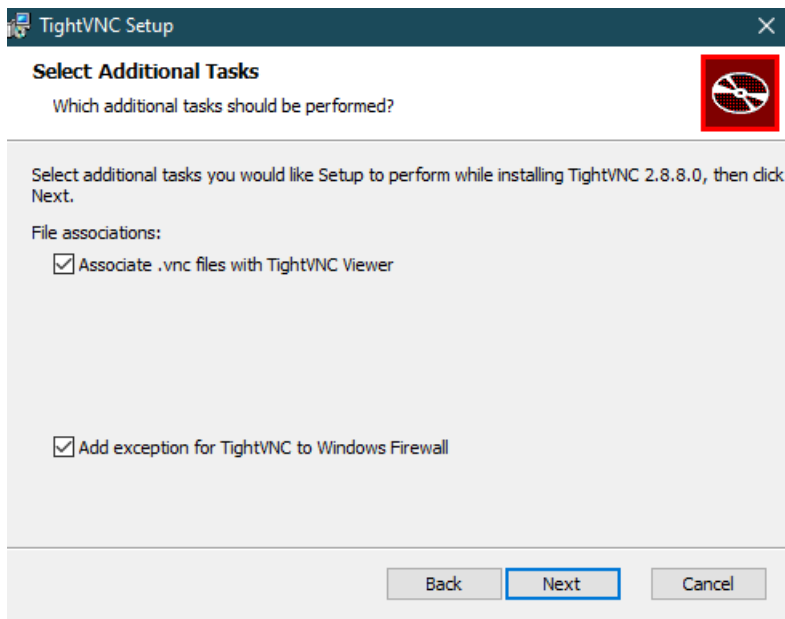 TightVNC Setup
Select Additional Tasks
Which additional tasks should be performed?
Select additional tasks you would like Setup to perform while installing TightVNC 2.8.8.0, then click
Next.
File associations:
Associate .vnc files with TightVNC Viewer
Add exception for TightVNC to Windows Firewall
Back Next Cancel